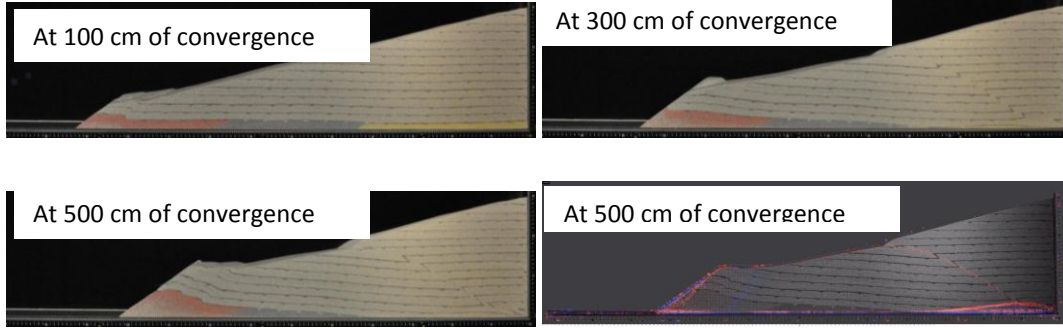 At 100 cm of convergence
At 300 cm of convergence
At 500 cm of convergence
At 500 cm of convergence